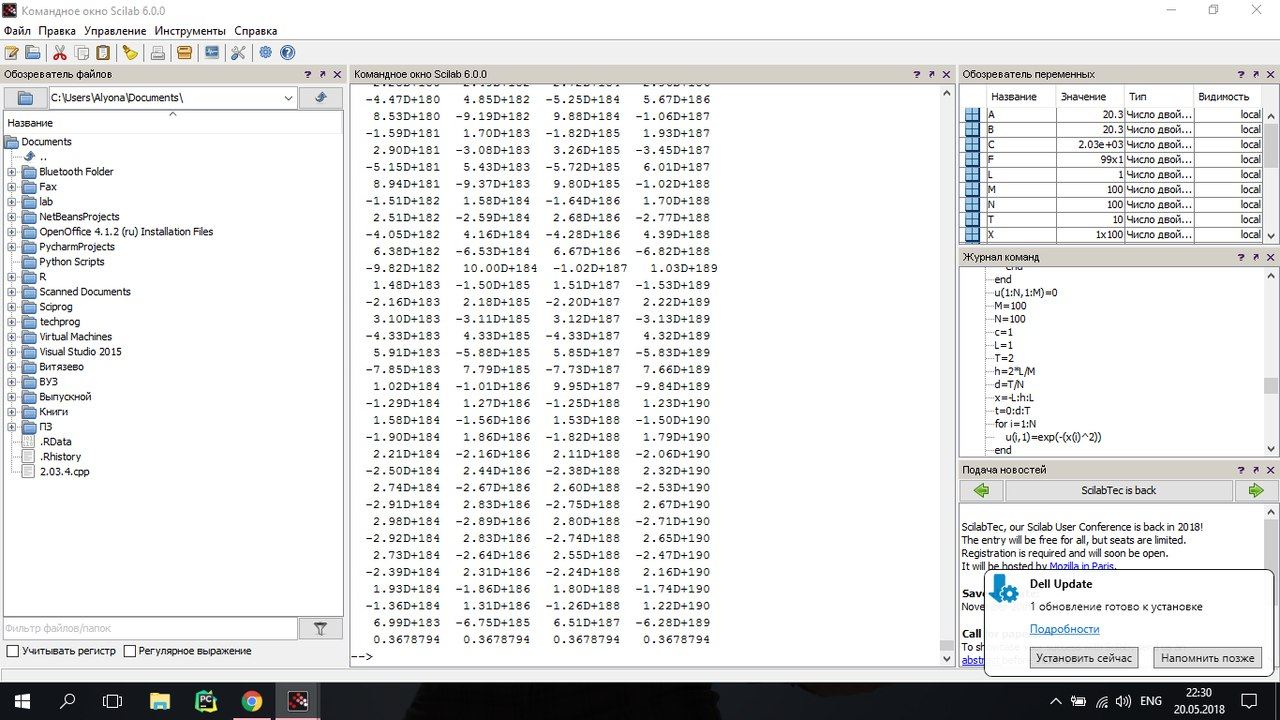 Командное окно Scilab 6.0.0
Файл Правка Управление Инструменты Справка
Обозреватель файлов
C:\Users\Alyona\Documents\
Название
Documents
..
Bluetooth Folder
Fax
lab
NetBeansProjects
OpenOffice 4.1.2 (ru) Installation Files
PycharmProjects
Python Scripts
R
Scanned Documents
Sciprog
techprog
Virtual Machines
Visual Studio 2015
Витязево
ВУЗ
Выпускной
Книги
ПЗ
.RData
.Rhistory
2.03.4.cpp
Фильтр файлов/папок
Учитывать регистр Регулярное выражение
Командное окно Scilab 6.0.0
-4.47D+180 4.85D+182 -5.25D+184 5.67D+186
8.53D+180 -9.19D+182 9.88D+184 -1.06D+187
-1.59D+181 1.70D+183 -1.82D+185 1.93D+187
2.90D+181 -3.08D+183 3.26D+185 -3.45D+187
-5.15D+181 5.43D+183 -5.72D+185 6.01D+187
8.94D+181 -9.37D+183 9.80D+185 -1.02D+188
-1.51D+182 1.58D+184 -1.64D+186 1.70D+188
2.51D+182 -2.59D+184 2.68D+186 -2.77D+188
-4.05D+182 4.16D+184 -4.28D+186 4.39D+188
6.38D+182 -6.53D+184 6.67D+186 -6.82D+188
-9.82D+182 10.00D+184 -1.02D+187 1.03D+189
1.48D+183 -1.50D+185 1.51D+187 -1.53D+189
-2.16D+183 2.18D+185 -2.20D+187 2.22D+189
3.10D+183 -3.11D+185 3.12D+187 -3.13D+189
-4.33D+183 4.33D+185 -4.33D+187 4.32D+189
5.91D+183 -5.88D+185 5.85D+187 -5.83D+189
-7.85D+183 7.79D+185 -7.73D+187 7.66D+189
1.02D+184 -1.01D+186 9.95D+187 -9.84D+189
-1.29D+184 1.27D+186 -1.25D+188 1.23D+190
1.58D+184 -1.56D+186 1.53D+188 -1.50D+190
-1.90D+184 1.86D+186 -1.82D+188 1.79D+190
2.21D+184 -2.16D+186 2.11D+188 -2.06D+190
-2.50D+184 2.44D+186 -2.38D+188 2.32D+190
2.74D+184 -2.67D+186 2.60D+188 -2.53D+190
-2.91D+184 2.83D+186 -2.75D+188 2.67D+190
2.98D+184 -2.89D+186 2.80D+188 -2.71D+190
-2.92D+184 2.83D+186 -2.74D+188 2.65D+190
2.73D+184 -2.64D+186 2.55D+188 -2.47D+190
-2.39D+184 2.31D+186 -2.24D+188 2.16D+190
1.93D+184 -1.86D+186 1.80D+188 -1.74D+190
-1.36D+184 1.31D+186 -1.26D+188 1.22D+190
6.99D+183 -6.75D+185 6.51D+187 -6.28D+189
0.3678794 0.3678794 0.3678794 0.3678794
-->
Обозреватель переменных
Название Значение Тип Видимость
A 20.3 Число двой... local
B 20.3 Число двой... local
C 2.03e+03 Число двой... local
F 99x1 Число двой... local
L 1 Число двой... local
M 100 Число двой... local
N 100 Число двой... local
T 10 Число двой... local
X 1x100 Число двой... local
Журнал команд
end
end
u(1:N,1:M)=0
M=100
N=100
c=1
L=1
T=2
h=2*L/M
d=T/N
x=-L:h:L
t=0:d:T
for i=1:N
u(i,1)=exp(-(x(i)^2))
end
Подача новостей
ScilabTec is back
ScilabTec, our Scilab User Conference is back in 2018!
The entry will be free for all, but seats are limited.
Registration is required and will soon be open.
It will be hosted by Mozilla in Paris.
Dell Update
1 обновление готово к установке
Подробности
Установить сейчас Напомнить позже
ENG
22:30
20.05.2018